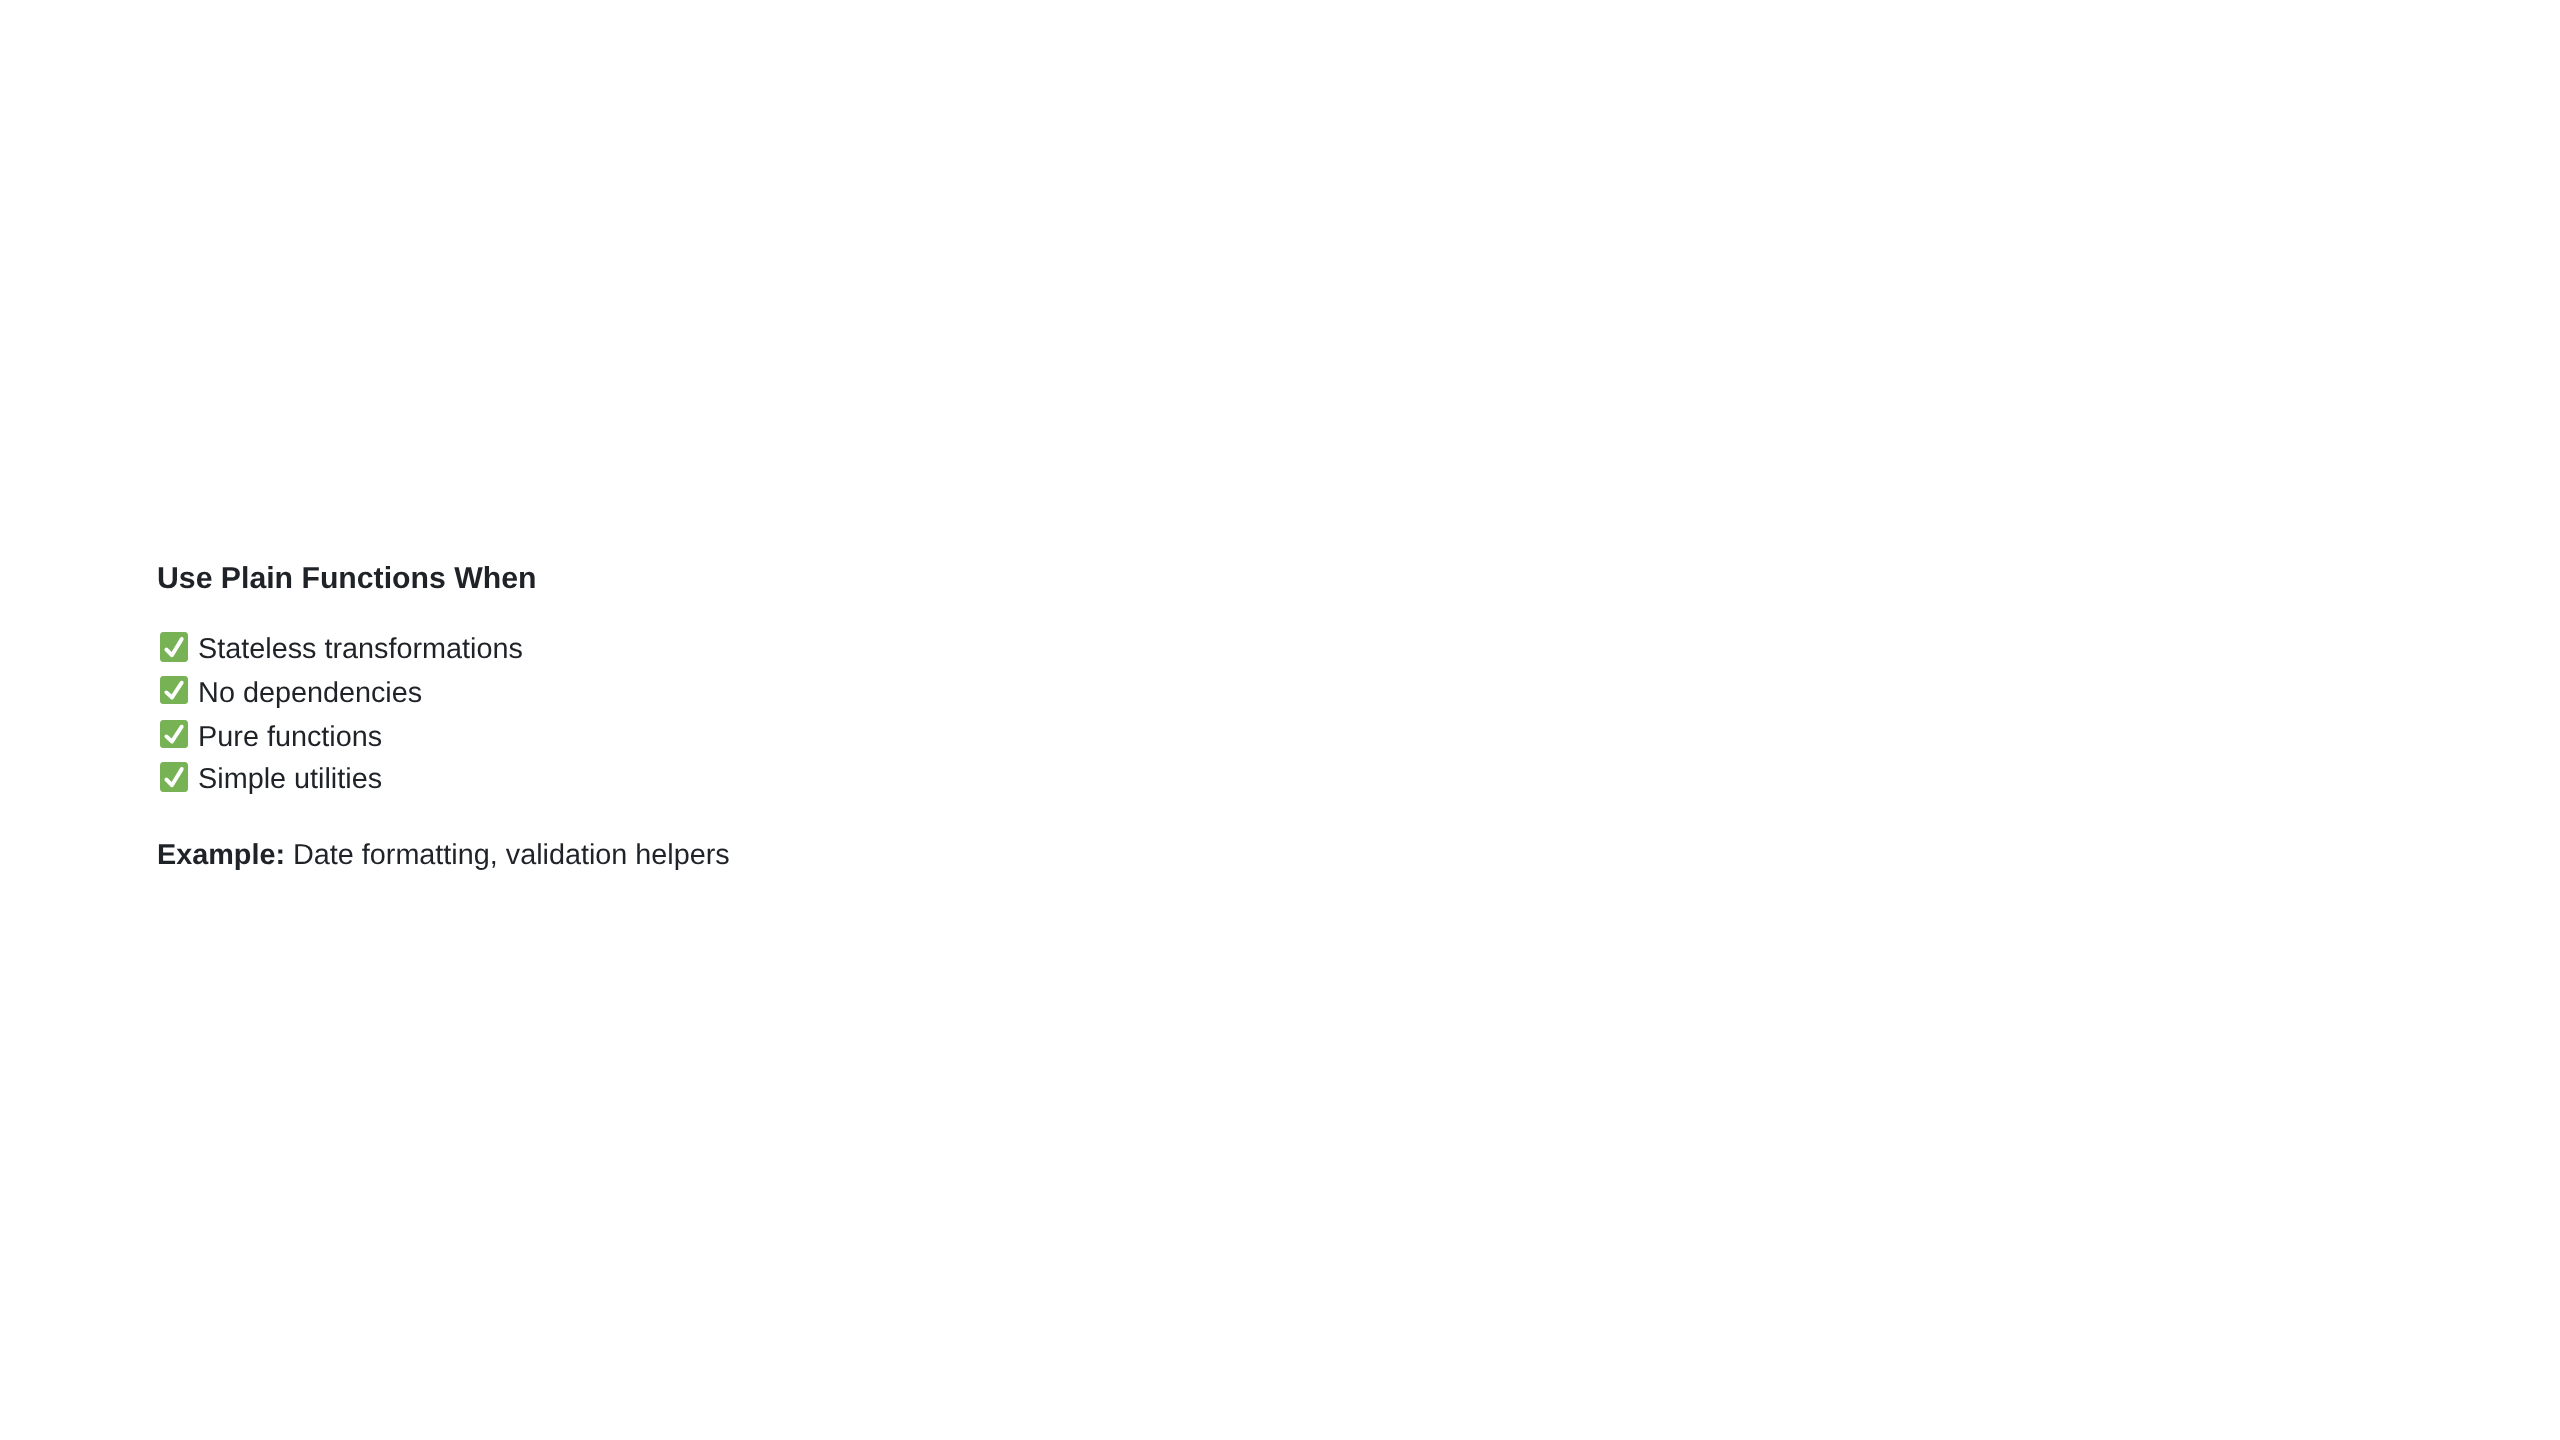 Use Plain Functions When
✅ Stateless transformations
✅ No dependencies
✅ Pure functions
✅ Simple utilities
Example: Date formatting, validation helpers